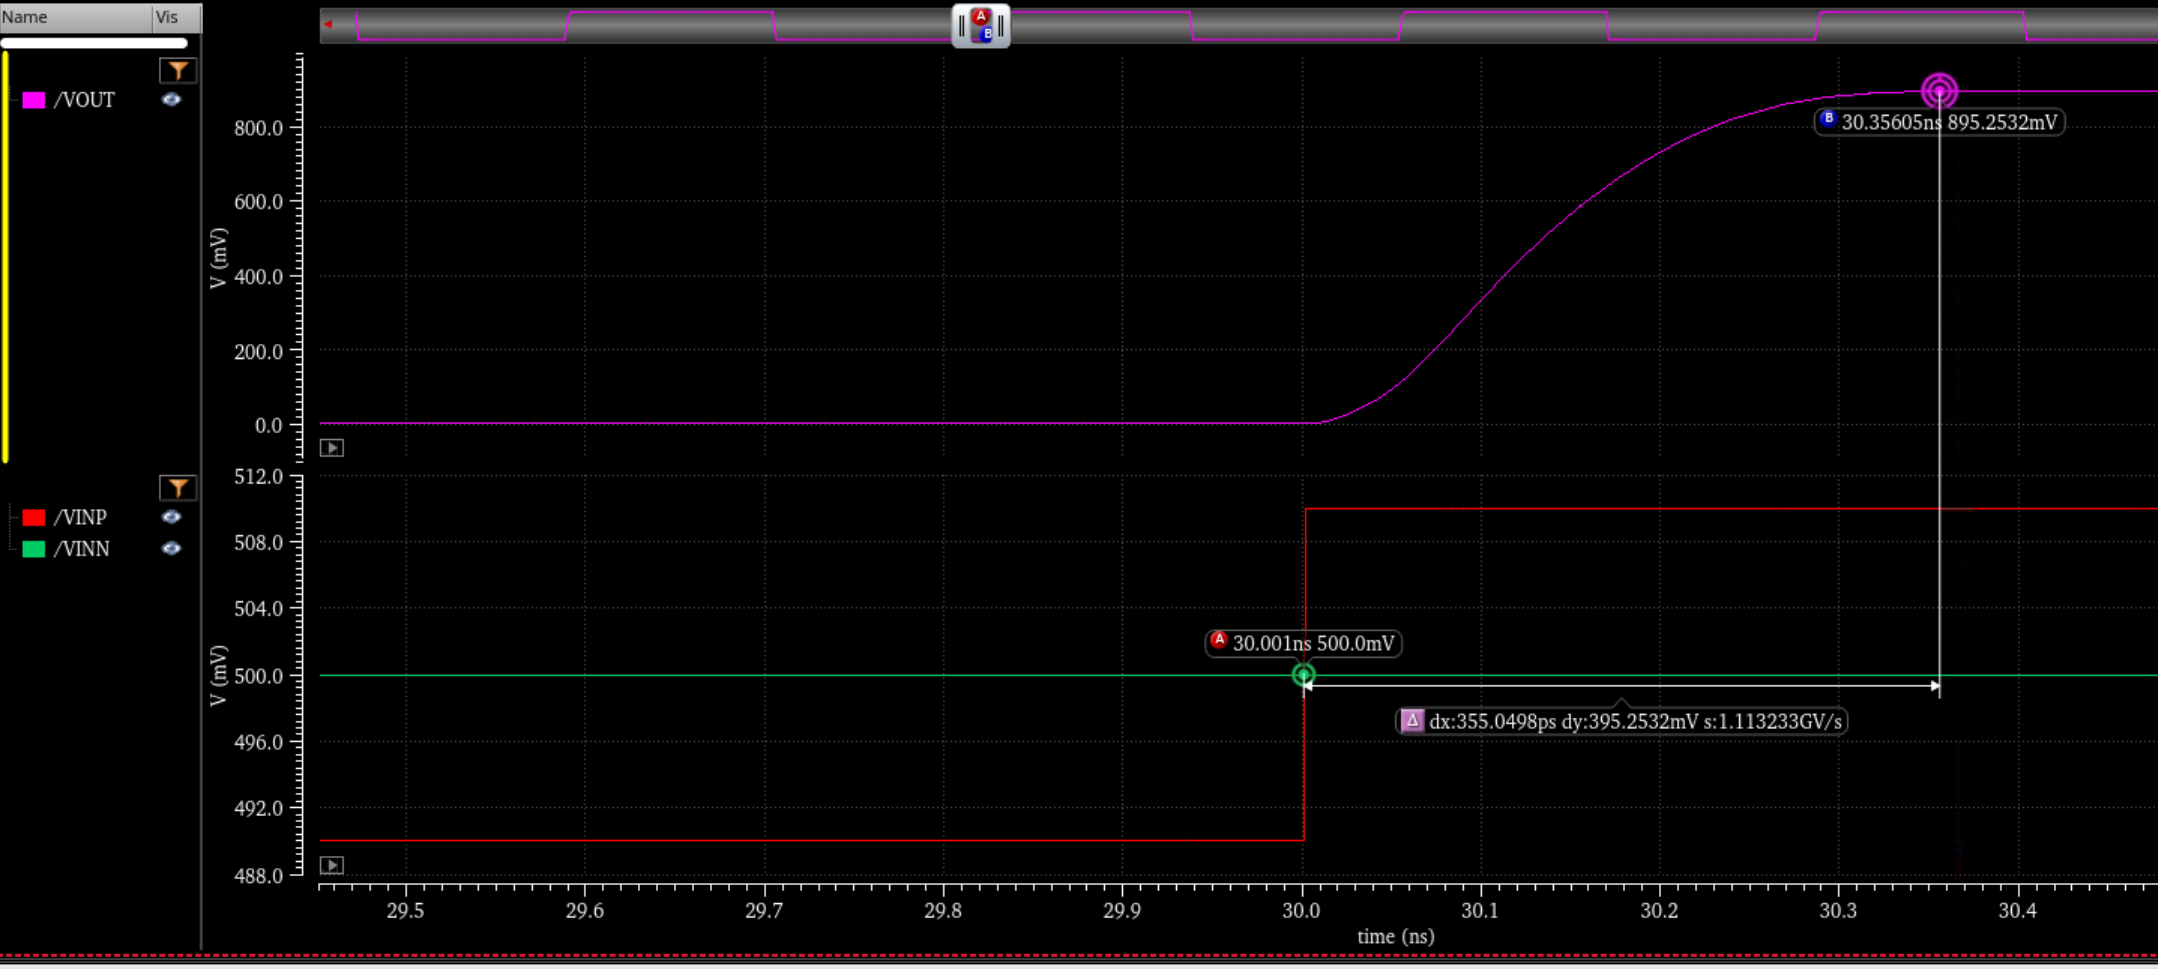 Name Vis
/VOUT
800.0
600.0
400.0
200.0
0.0
V (mV)
A
B
B 30.35605ns 895.2532mV
/VINP
/VINN
512.0
508.0
504.0
500.0
496.0
492.0
488.0
V (mV)
A 30.001ns 500.0mV
Δ dx:355.0498ps dy:395.2532mV s:1.113233GV/s
29.5 29.6 29.7 29.8 29.9 30.0 30.1 30.2 30.3 30.4
time (ns)